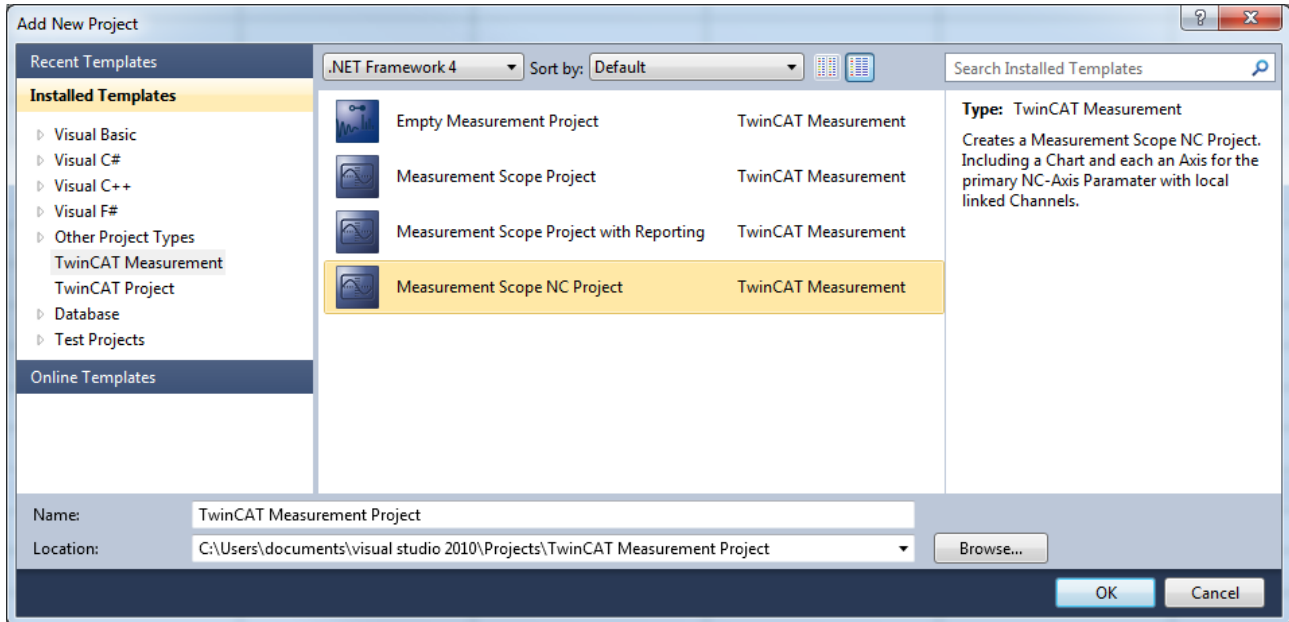 Add New Project
Recent Templates
Installed Templates
Visual Basic
Visual C#
Visual C++
Visual F#
Other Project Types
TwinCAT Measurement
TwinCAT Project
Database
Test Projects
Online Templates
.NET Framework 4 Sort by: Default
Empty Measurement Project TwinCAT Measurement
Measurement Scope Project TwinCAT Measurement
Measurement Scope Project with Reporting TwinCAT Measurement
Measurement Scope NC Project TwinCAT Measurement
Search Installed Templates
Type: TwinCAT Measurement
Creates a Measurement Scope NC Project.
Including a Chart and each an Axis for the
primary NC-Axis Paramater with local
linked Channels.
Name: TwinCAT Measurement Project
Location: C:\Users\documents\visual studio 2010\Projects\TwinCAT Measurement Project Browse...
OK Cancel